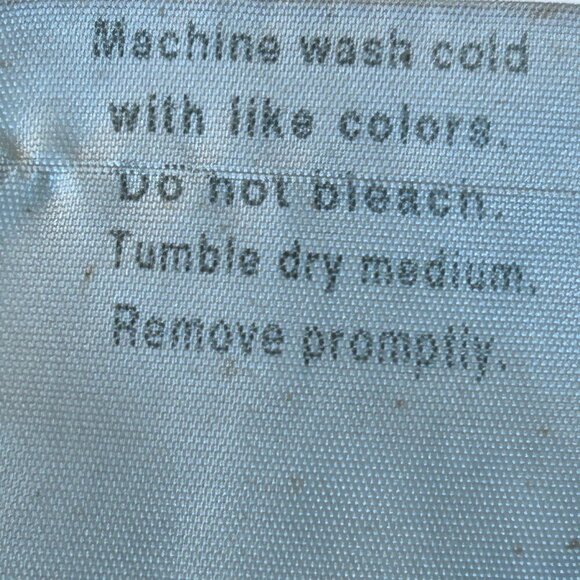 Machine wash cold
with like colors.
Do not bleach.
Tumble dry medium.
Remove promptly.